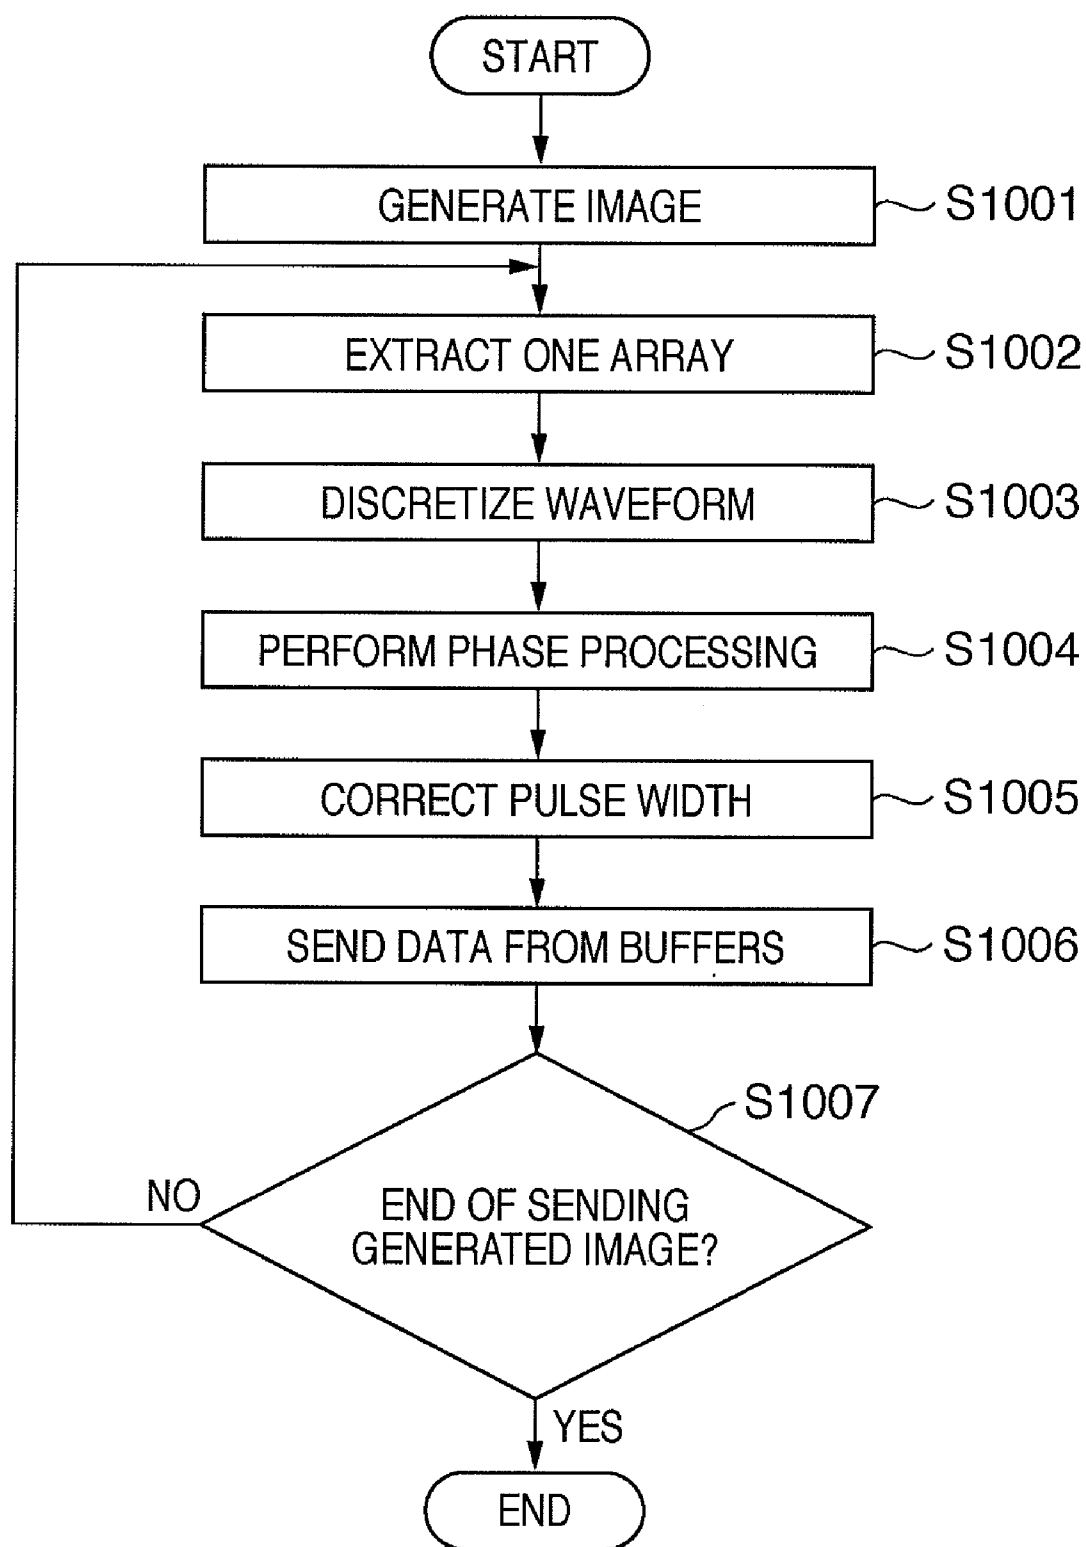 START
GENERATE IMAGE
S1001
EXTRACT ONE ARRAY
S1002
DISCRETIZE WAVEFORM
S1003
PERFORM PHASE PROCESSING
S1004
CORRECT PULSE WIDTH
S1005
SEND DATA FROM BUFFERS
S1006
S1007
NO
END OF SENDING
GENERATED IMAGE?
YES
END